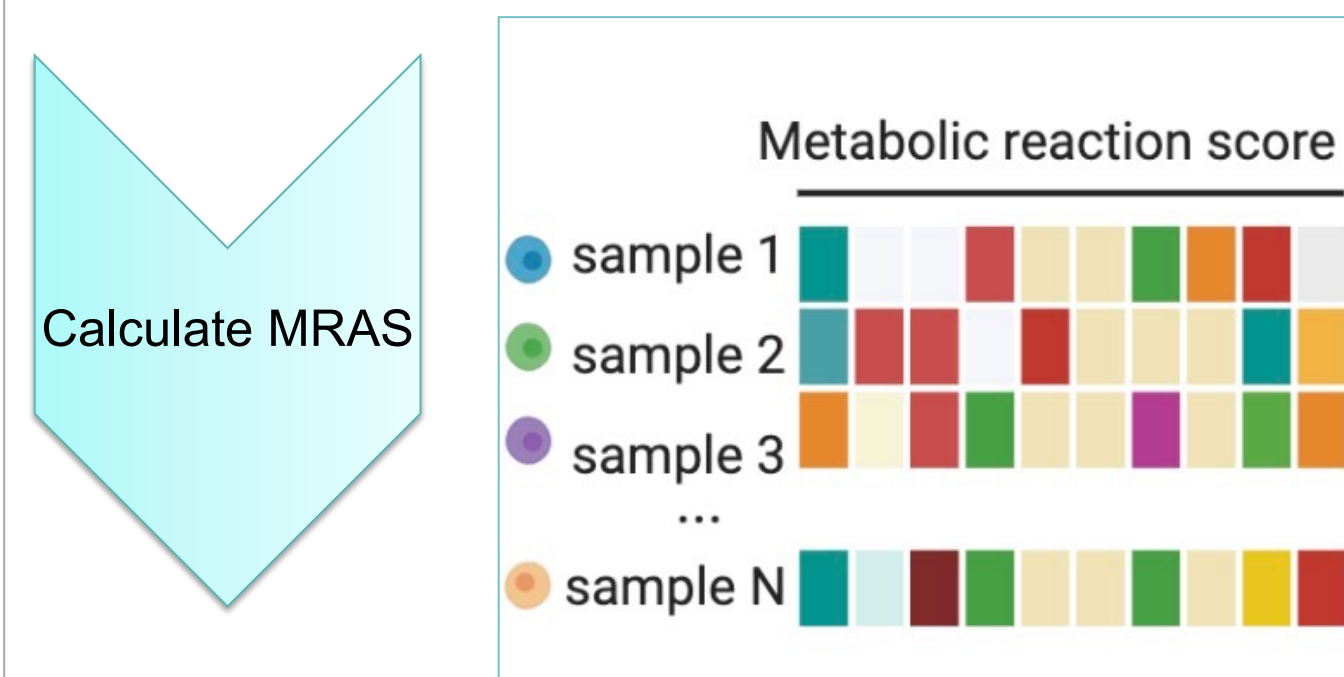 Calculate MRAS
Metabolic reaction score
sample 1
sample 2
sample 3
...
sample N